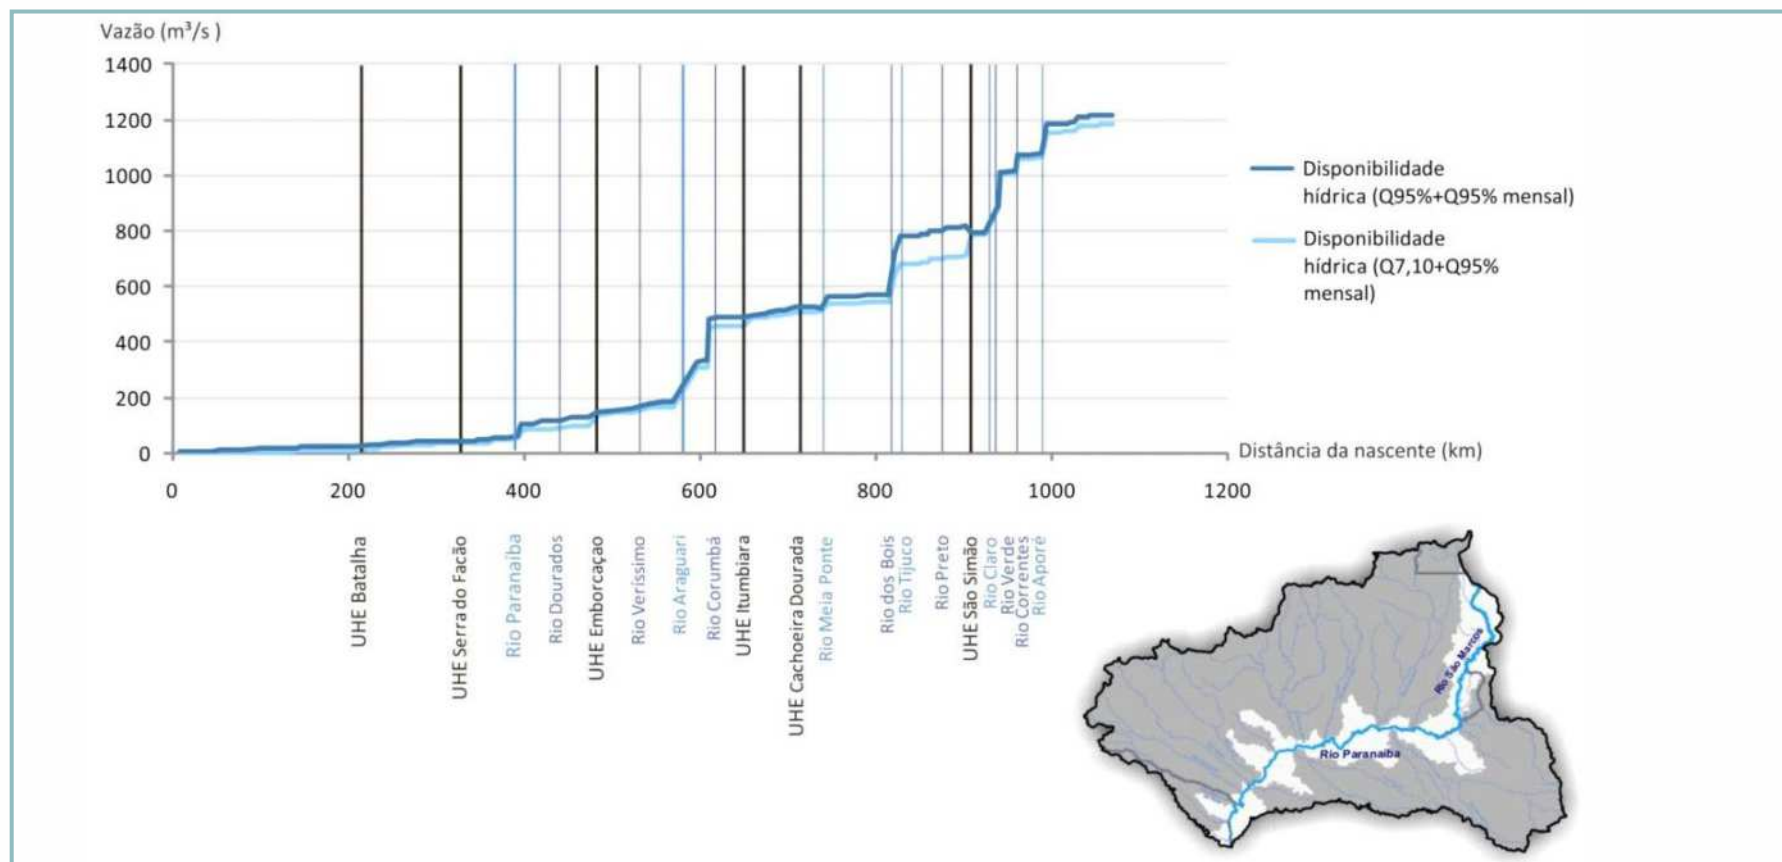 Vazão (m³/s )
1400
1200
1000
800
600
400
200
0
0 200 400 600 800 1000 1200
Distância da nascente (km)
Disponibilidade
hídrica (Q95%+Q95% mensal)
Disponibilidade
hídrica (Q7,10+Q95%
mensal)
UHE Batalha
UHE Serra do Facão
Rio Paranaíba
Rio Dourados
UHE Emborcaçao
Rio Veríssimo
Rio Araguari
Rio Corumbá
UHE Itumbiara
UHE Cachoeira Dourada
Rio Meia Ponte
Rio dos Bois
Rio Tijuco
Rio Preto
UHE São Simão
Rio Claro
Rio Verde
Rio Correntes
Rio Aporé
Rio São Marcos
Rio Paranaíba